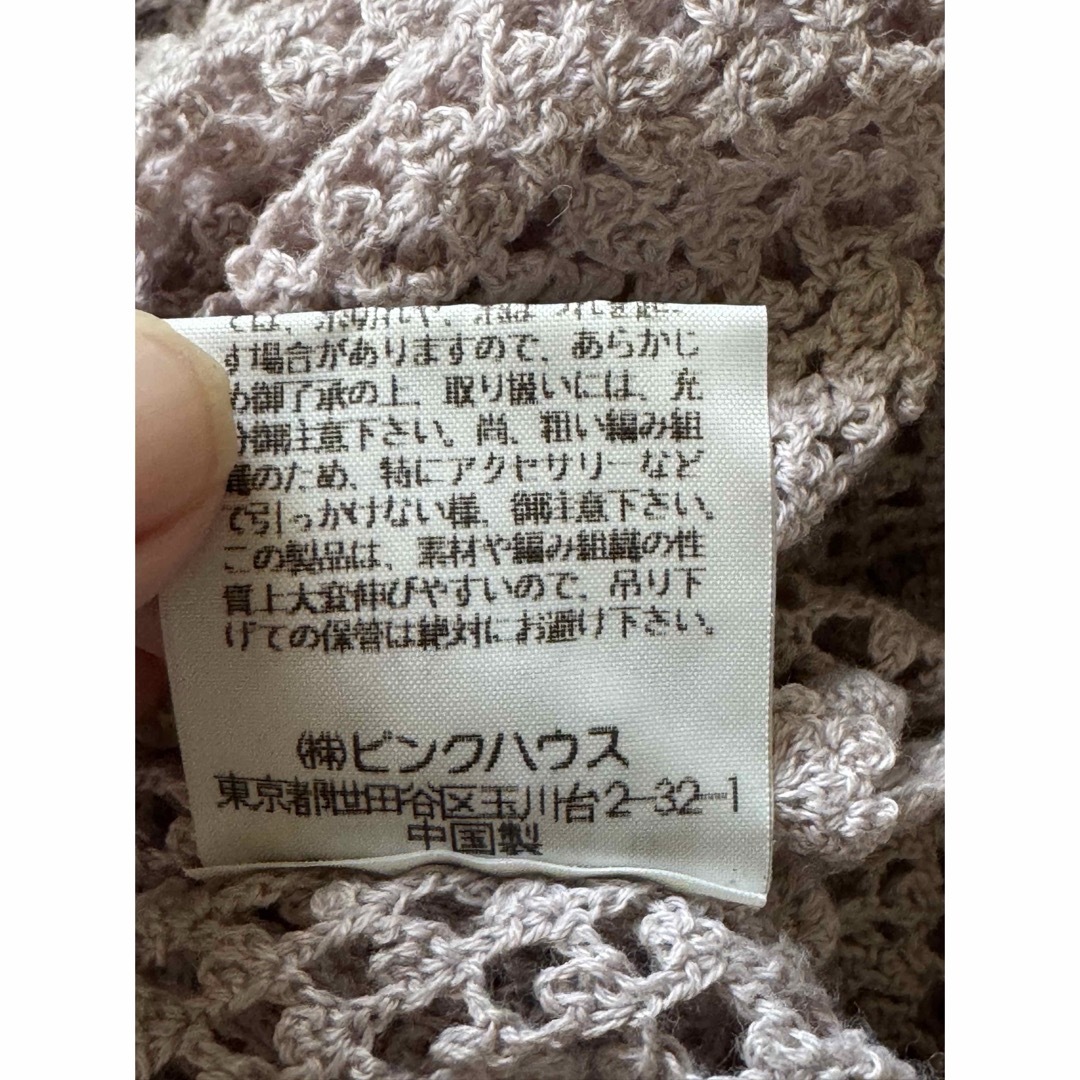 ては、糸切れや、
す場合がありますので、あらかじ
め御了承の上、取り扱いには、充
分御注意下さい。尚、粗い編み組
織のため、特にアクセサリーなど
で引っかけない様、御注意下さい。
この製品は、素材や編み組織の性
質上大変伸びやすいので、吊り下
げての保管は絶対にお避け下さい。
㈱ピンクハウス
東京都世田谷区玉川台2-32-1
中国製